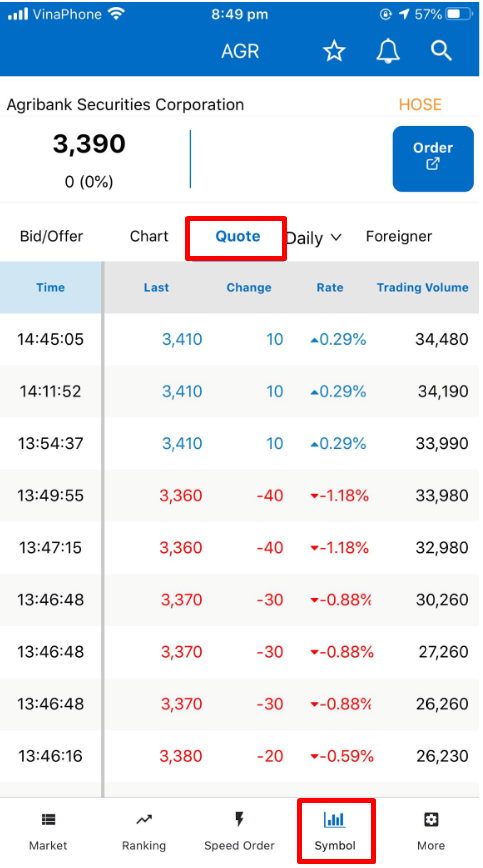 VinaPhone 8:49 pm 57%
AGR
Agribank Securities Corporation HOSE
3,390
0 (0%)
Order
Bid/Offer Chart Quote Daily Foreigner
Time Last Change Rate Trading Volume
14:45:05 3,410 10 0.29% 34,480
14:11:52 3,410 10 0.29% 34,190
13:54:37 3,410 10 0.29% 33,990
13:49:55 3,360 -40 -1.18% 33,980
13:47:15 3,360 -40 -1.18% 32,980
13:46:48 3,370 -30 -0.88% 30,260
13:46:48 3,370 -30 -0.88% 27,260
13:46:48 3,370 -30 -0.88% 26,260
13:46:16 3,380 -20 -0.59% 26,230
Market Ranking Speed Order Symbol More